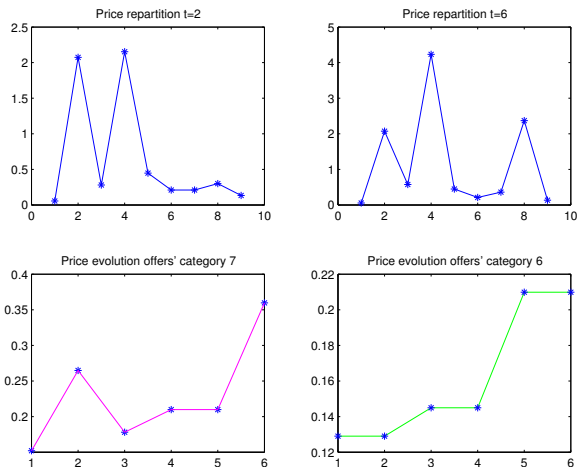 Price repartition t=2
2.5
2
1.5
1
0.5
0
0 2 4 6 8 10
Price repartition t=6
5
4
3
2
1
0
0 2 4 6 8 10
Price evolution offers' category 7
0.4
0.35
0.3
0.25
0.2
1 2 3 4 5 6
Price evolution offers' category 6
0.22
0.2
0.18
0.16
0.14
0.12
1 2 3 4 5 6